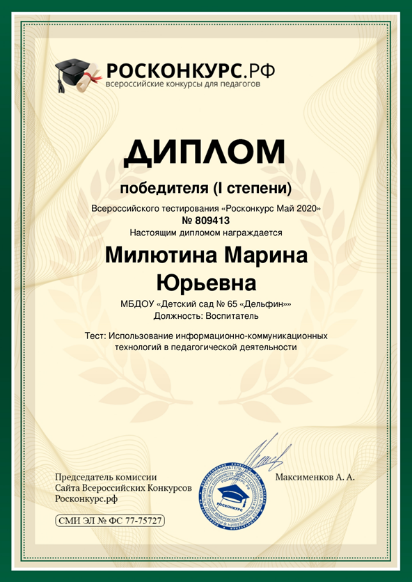 РОСКОНКУРС.РФ
всероссийские конкурсы для педагогов
ДИПЛОМ
победителя (I степени)
Всероссийского тестирования «Росконкурс Май 2020»
№ 809413
Настоящим дипломом награждается
Милютина Марина
Юрьевна
МБДОУ «Детский сад № 65 «Дельфин»»
Должность: Воспитатель
Тест: Использование информационно-коммуникационных
технологий в педагогической деятельности
Председатель комиссии
Сайта Всероссийских Конкурсов
Росконкурс.рф
Максименков А. А.
СМИ ЭЛ № ФС 77-75727
РОСКОНКУРС